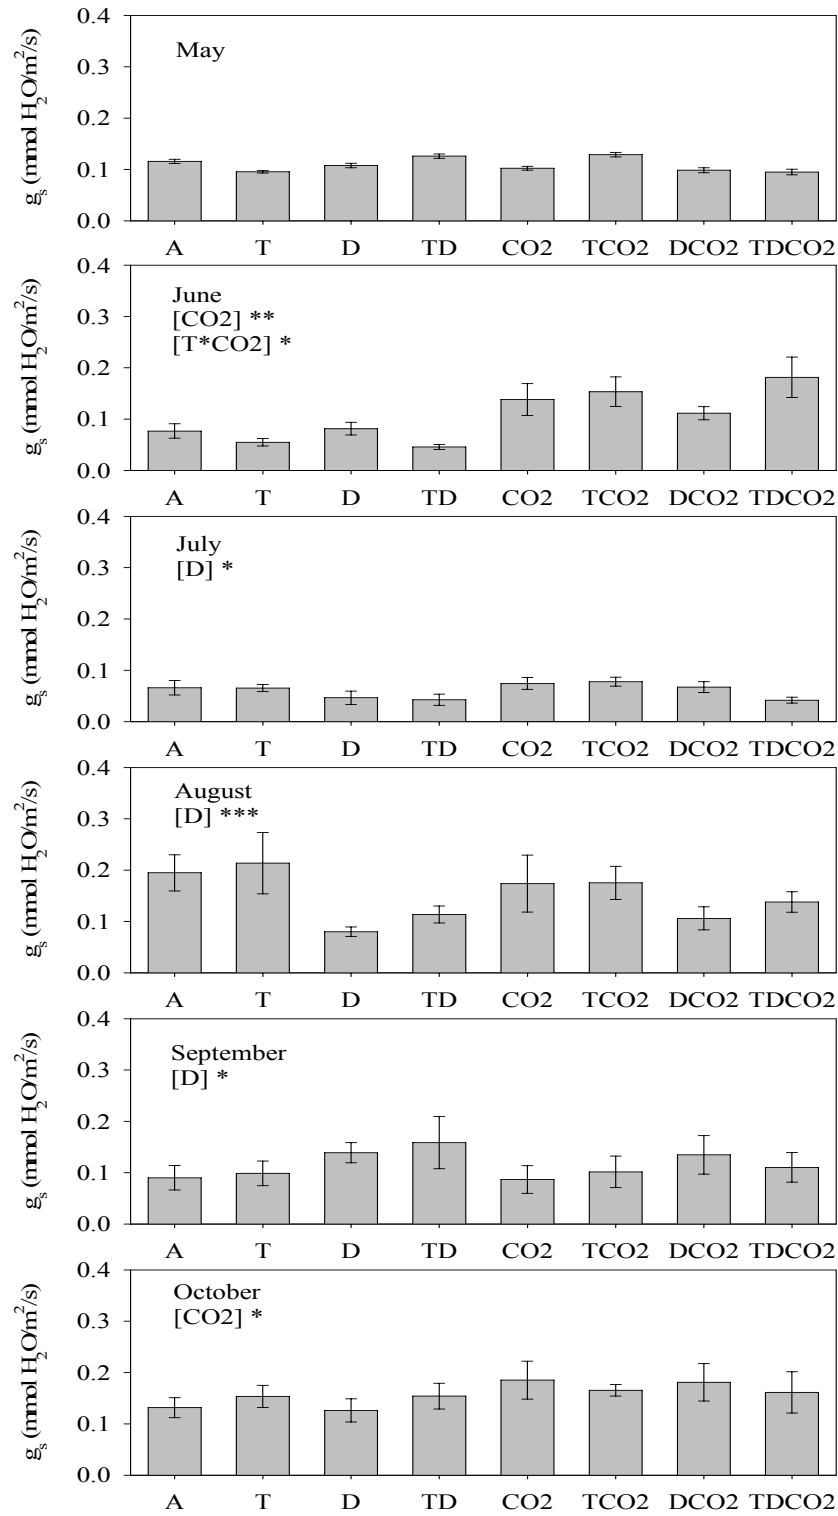 0.4
May
0.3
0.2
0.1
0.0
gs (mmol H2O/m2/s)
A T D TD CO2 TCO2 DCO2 TDCO2
0.4
June
[CO2] **
0.3
[T*CO2] *
0.2
0.1
0.0
gs (mmol H2O/m2/s)
A T D TD CO2 TCO2 DCO2 TDCO2
0.4
July
[D] *
0.3
0.2
0.1
0.0
gs (mmol H2O/m2/s)
A T D TD CO2 TCO2 DCO2 TDCO2
0.4
August
[D] ***
0.3
0.2
0.1
0.0
gs (mmol H2O/m2/s)
A T D TD CO2 TCO2 DCO2 TDCO2
0.4
September
[D] *
0.3
0.2
0.1
0.0
gs (mmol H2O/m2/s)
A T D TD CO2 TCO2 DCO2 TDCO2
0.4
October
[CO2] *
0.3
0.2
0.1
0.0
gs (mmol H2O/m2/s)
A T D TD CO2 TCO2 DCO2 TDCO2